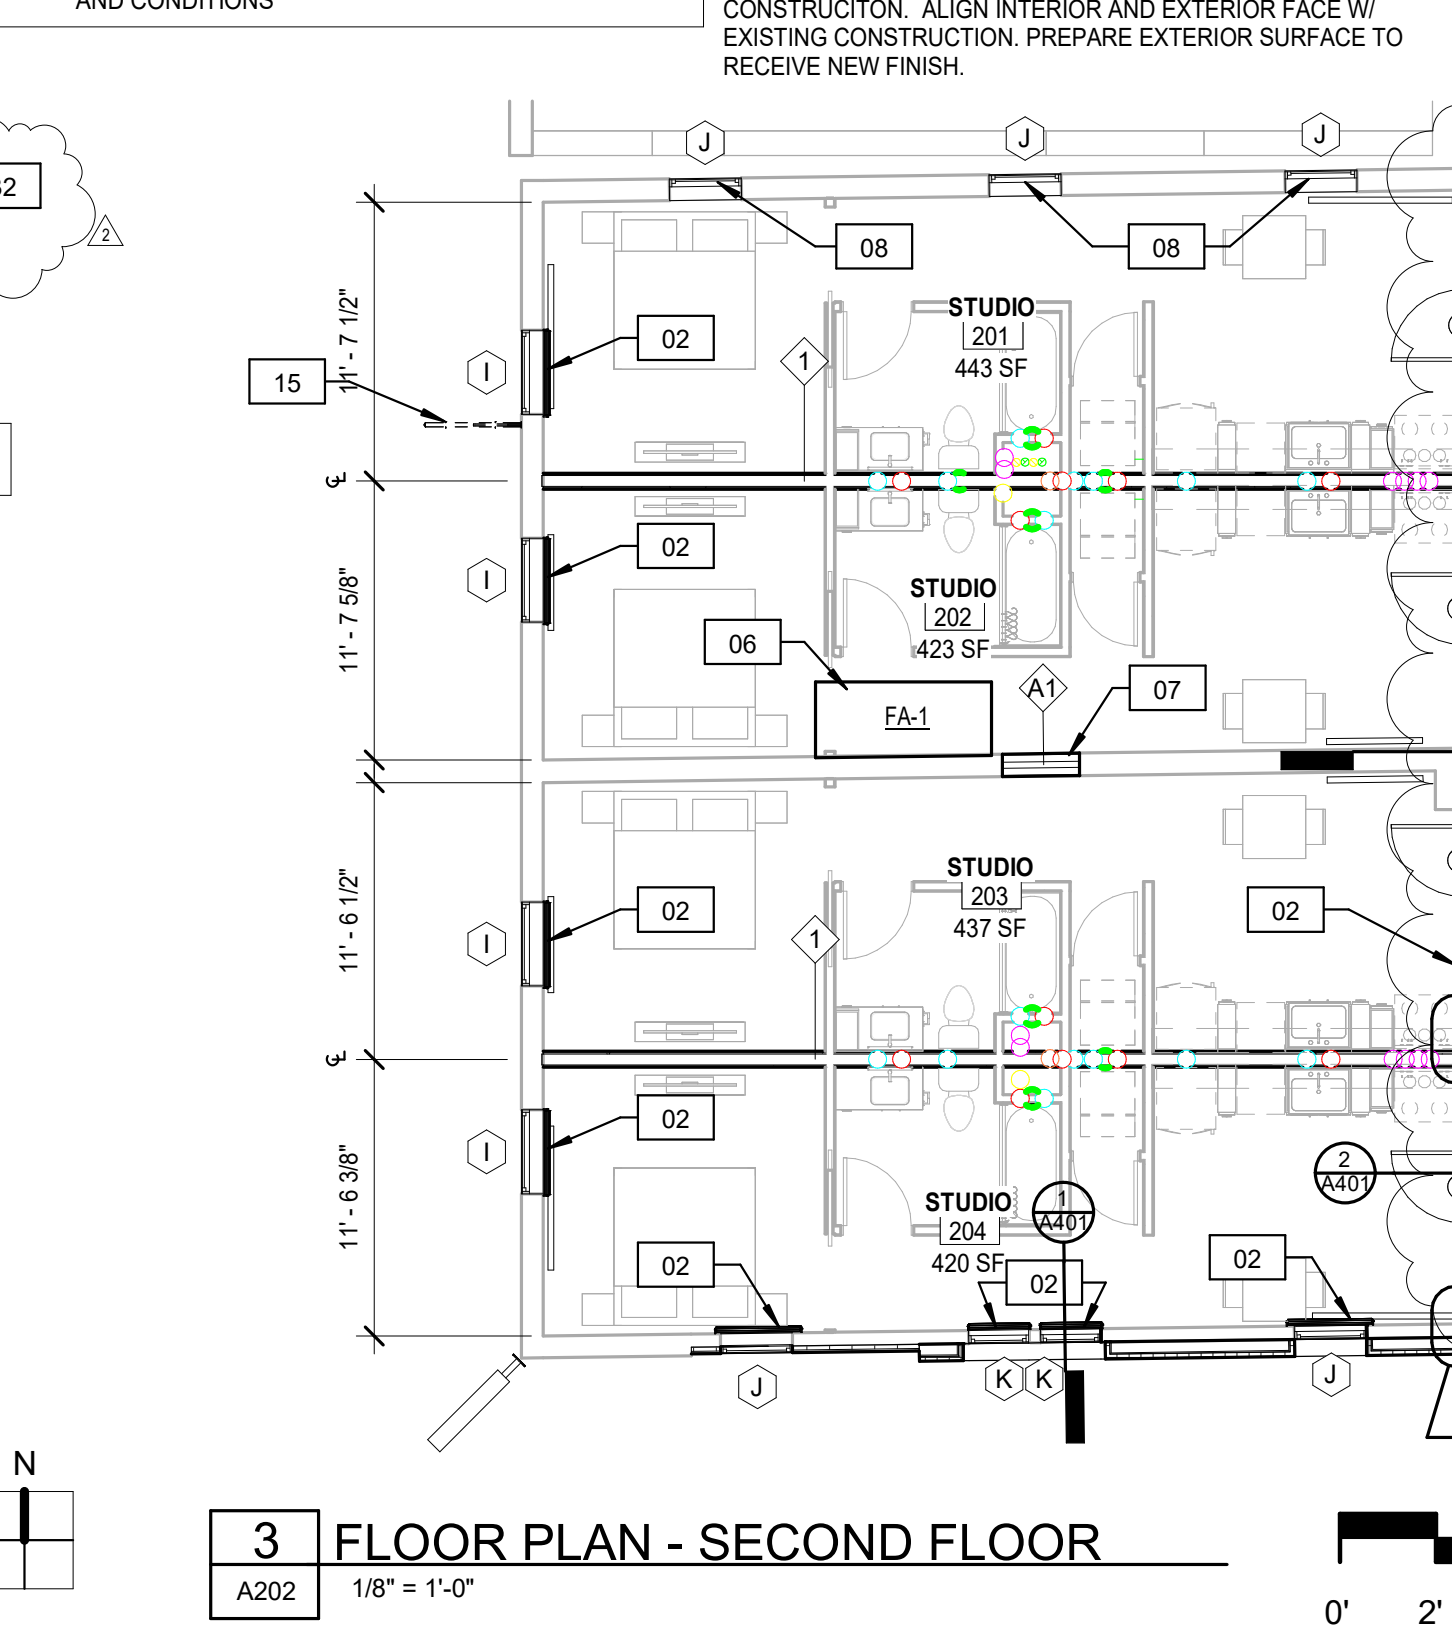 AND CONDITIONS
CONSTRUCITON.  ALIGN INTERIOR AND EXTERIOR FACE W/
EXISTING CONSTRUCTION. PREPARE EXTERIOR SURFACE TO
RECEIVE NEW FINISH.
J
J
J
2
08
08
11' - 7 1/2"
02
I
15
1
STUDIO
201
443 SF
CL
02
I
11' - 7 5/8"
STUDIO
202
423 SF
06
FA-1
A1
07
11' - 6 1/2"
02
I
1
STUDIO
203
437 SF
02
CL
02
I
11' - 6 3/8"
STUDIO
204
420 SF
1
A401
2
A401
02
02
02
J
K
K
J
N
3
FLOOR PLAN - SECOND FLOOR
A202
1/8" = 1'-0"
0'
2'